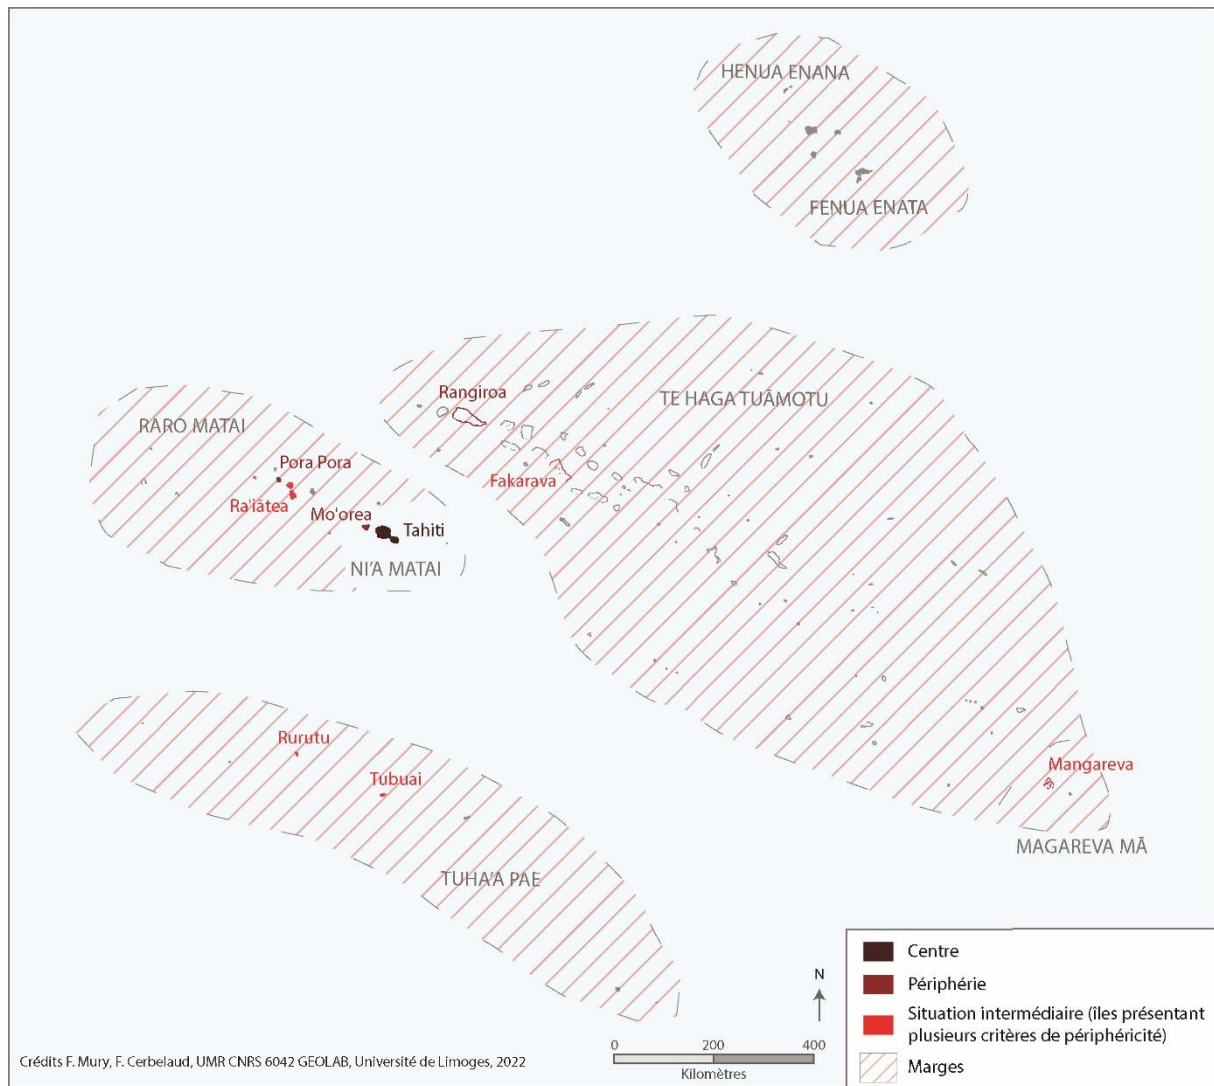 HENUA ENANA
FENUA ENATA
Rangiroa
TE HAGA TUĀMOTU
RARO MATAI
Pora Pora
Fakarava
Ra'iātea
Mo'orea
Tahiti
NI'A MATAI
Rurutu
Mangareva
Tubuai
MAGAREVA MĀ
TUHA'A PAE
Centre
N
Périphérie
Situation intermédiaire (îles présentant
plusieurs critères de périphéricité)
0 200 400
Kilomètres
Marges
Crédits F. Mury, F. Cerbelaud, UMR CNRS 6042 GEOLAB, Université de Limoges, 2022